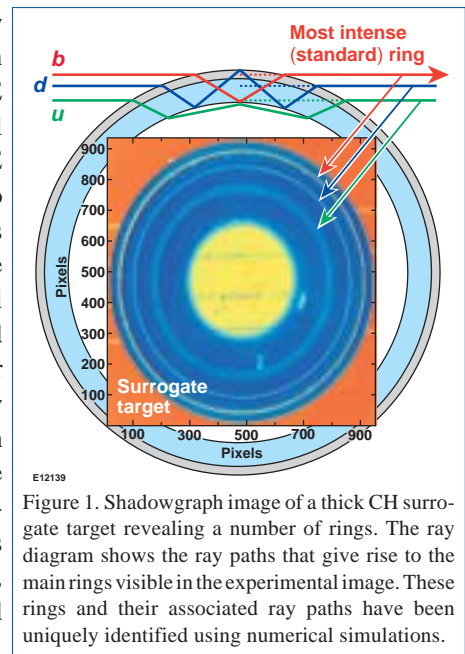 b
d
u
Most intense
(standard) ring
900
800
700
600
500
400
300
200
100
Pixels
Surrogate
target
100 300 500 700 900
Pixels
E12139
Figure 1. Shadowgraph image of a thick CH surro-
gate target revealing a number of rings. The ray
diagram shows the ray paths that give rise to the
main rings visible in the experimental image. These
rings and their associated ray paths have been
uniquely identified using numerical simulations.